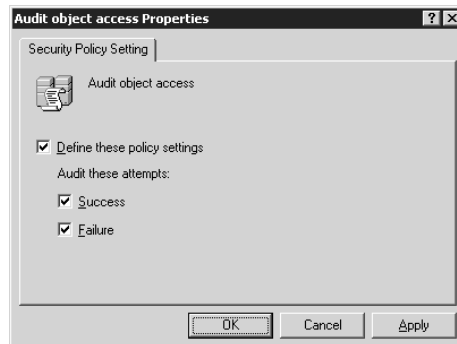 Audit object access Properties
Security Policy Setting
Audit object access
Define these policy settings
Audit these attempts:
Success
Failure
OK Cancel Apply